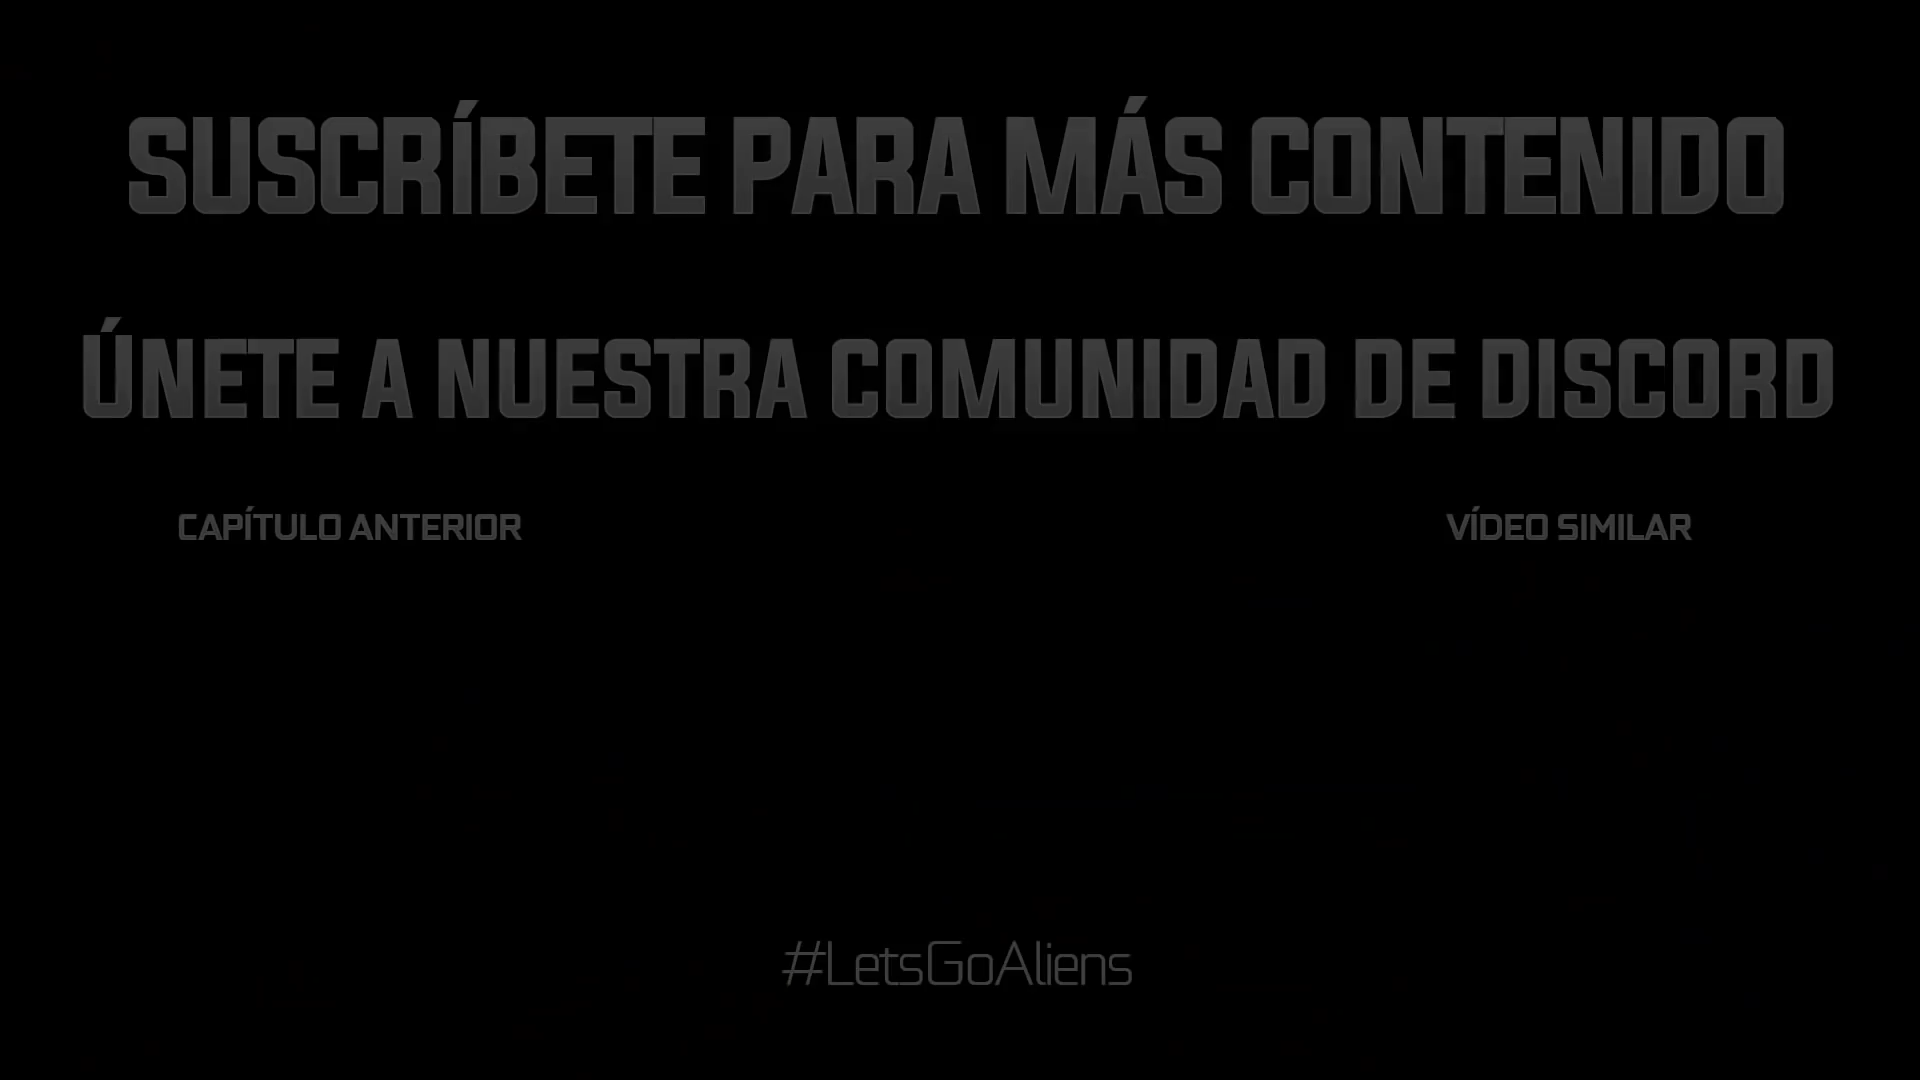 SUSCRÍBETE PARA MÁS CONTENIDO
ÚNETE A NUESTRA COMUNIDAD DE DISCORD
CAPÍTULO ANTERIOR
VÍDEO SIMILAR
#LetsGoAliens